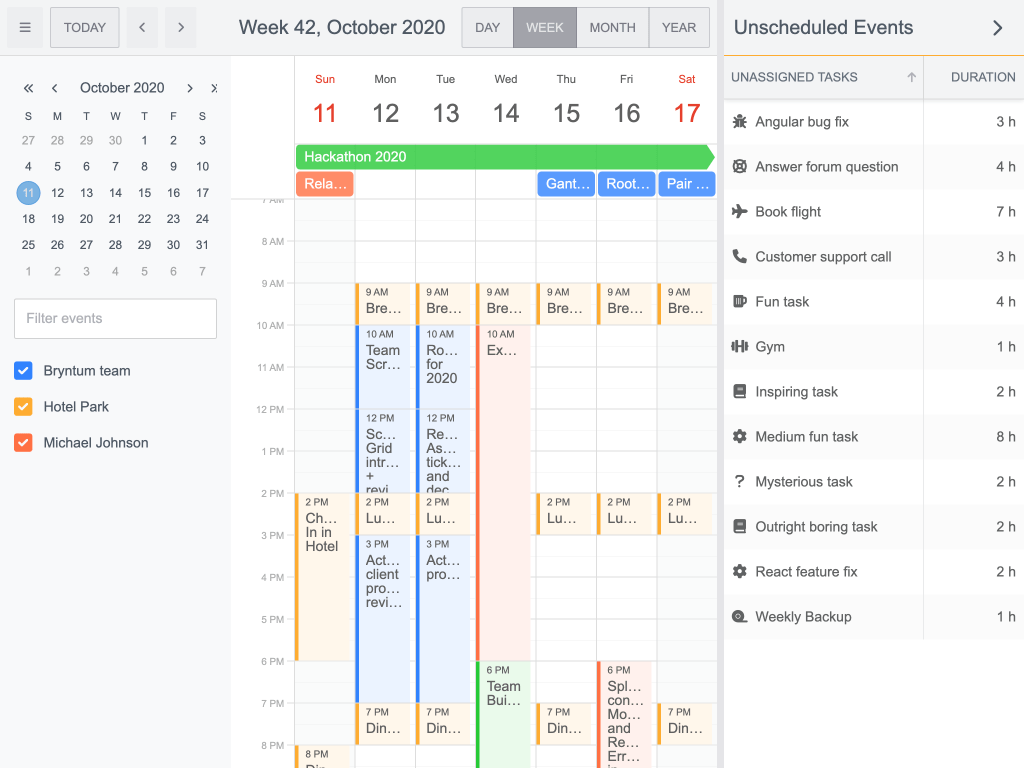 TODAY
Week 42, October 2020
DAY
WEEK
MONTH
YEAR
Unscheduled Events
October 2020
S M T W T F S
27 28 29 30 1 2 3
4 5 6 7 8 9 10
11 12 13 14 15 16 17
18 19 20 21 22 23 24
25 26 27 28 29 30 31
1 2 3 4 5 6 7
Filter events
Bryntum team
Hotel Park
Michael Johnson
Sun Mon Tue Wed Thu Fri Sat
11 12 13 14 15 16 17
Hackathon 2020
Rela… Gant… Root… Pair …
7 AM
8 AM
9 AM
10 AM
11 AM
12 PM
1 PM
2 PM
3 PM
4 PM
5 PM
6 PM
7 PM
8 PM
2 PM
Ch…
In in
Hotel
8 PM
Din…
9 AM
Bre…
10 AM
Team
Scr…
12 PM
Sc…
Grid
intr…
+
revi…
2 PM
Lu…
3 PM
Act…
client
pro…
revi…
7 PM
Din…
9 AM
Bre…
10 AM
Ro…
for
2020
12 PM
Re…
As…
tick…
and
dec…
2 PM
Lu…
3 PM
Act…
pro…
7 PM
Din…
9 AM
Bre…
10 AM
Ex…
6 PM
Team
Bui…
9 AM
Bre…
2 PM
Lu…
7 PM
Din…
9 AM
Bre…
2 PM
Lu…
6 PM
Spl…
con…
Mo…
and
Re…
Err…
in
9 AM
Bre…
2 PM
Lu…
7 PM
Din…
UNASSIGNED TASKS DURATION
Angular bug fix 3 h
Answer forum question 4 h
Book flight 7 h
Customer support call 3 h
Fun task 4 h
Gym 1 h
Inspiring task 2 h
Medium fun task 8 h
Mysterious task 2 h
Outright boring task 2 h
React feature fix 2 h
Weekly Backup 1 h